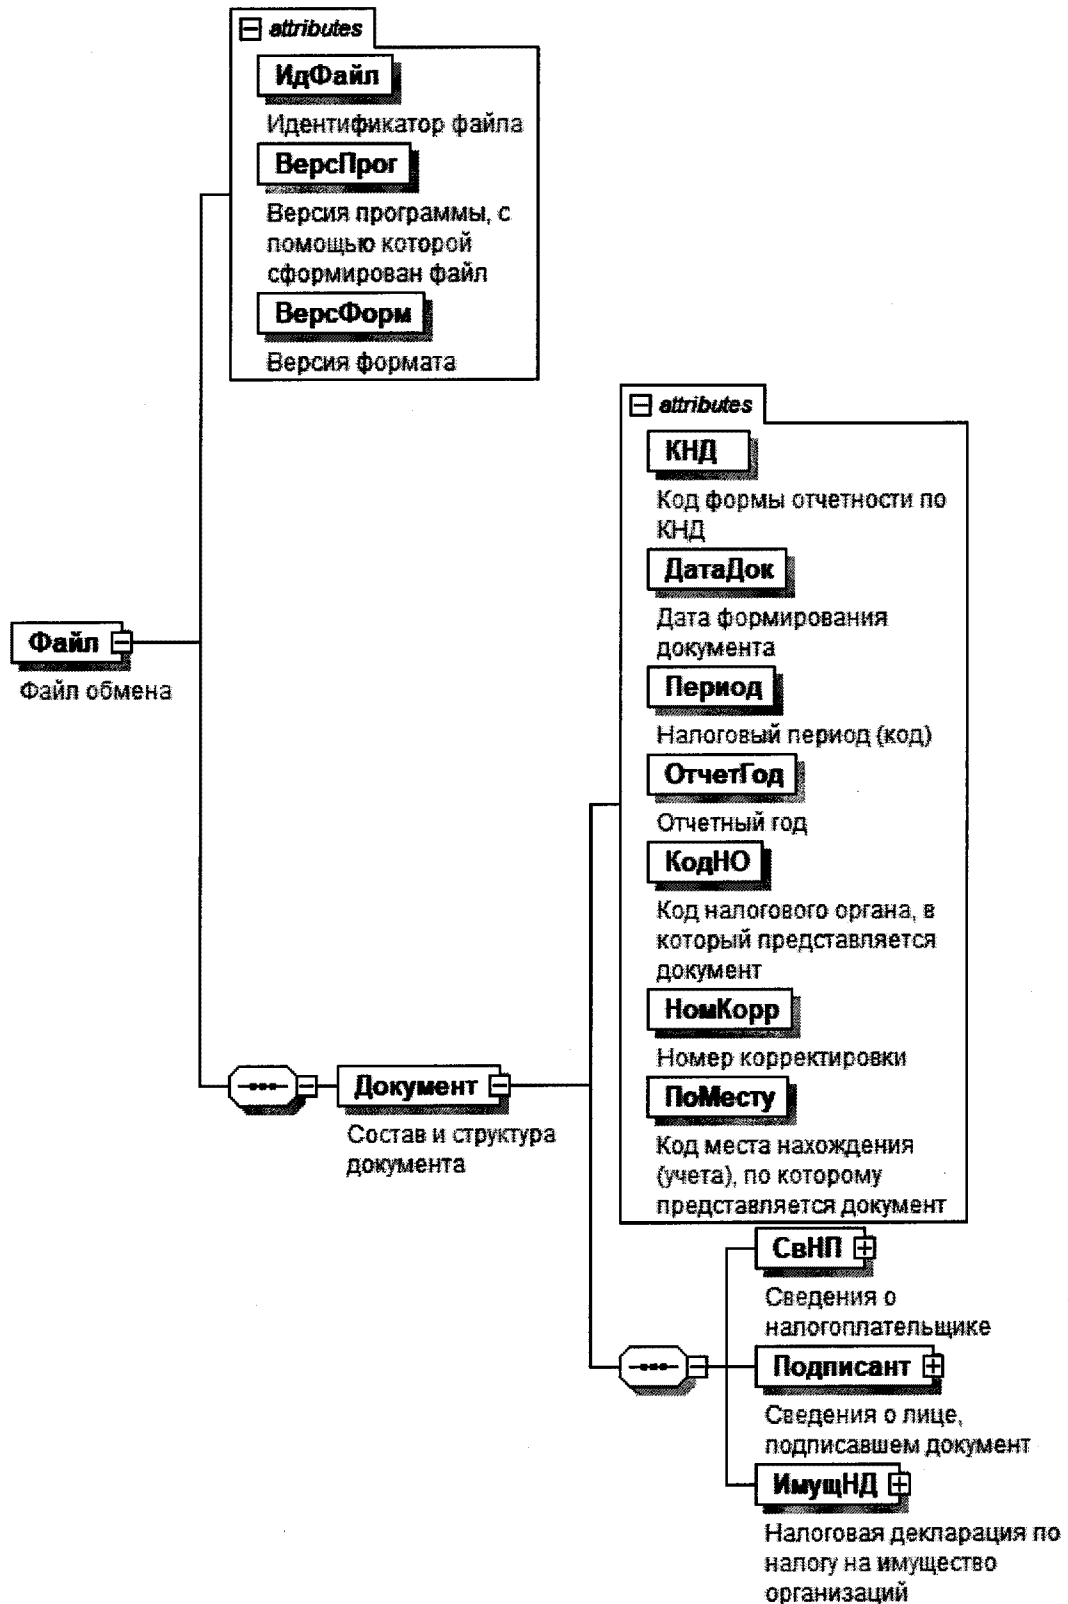 attributes
ИдФайл
Идентификатор файла
ВерсПрог
Версия программы, с
помощью которой
сформирован файл
ВерсФорм
Версия формата
Файл
Файл обмена
Документ
Состав и структура
документа
attributes
КНД
Код формы отчетности по
КНД
ДатаДок
Дата формирования
документа
Период
Налоговый период (код)
ОтчетГод
Отчетный год
КодНО
Код налогового органа, в
который представляется
документ
НомКорр
Номер корректировки
ПоМесту
Код места нахождения
(учета), по которому
представляется документ
СвНП
Сведения о
налогоплательщике
Подписант
Сведения о лице,
подписавшем документ
ИмущНД
Налоговая декларация по
налогу на имущество
организаций